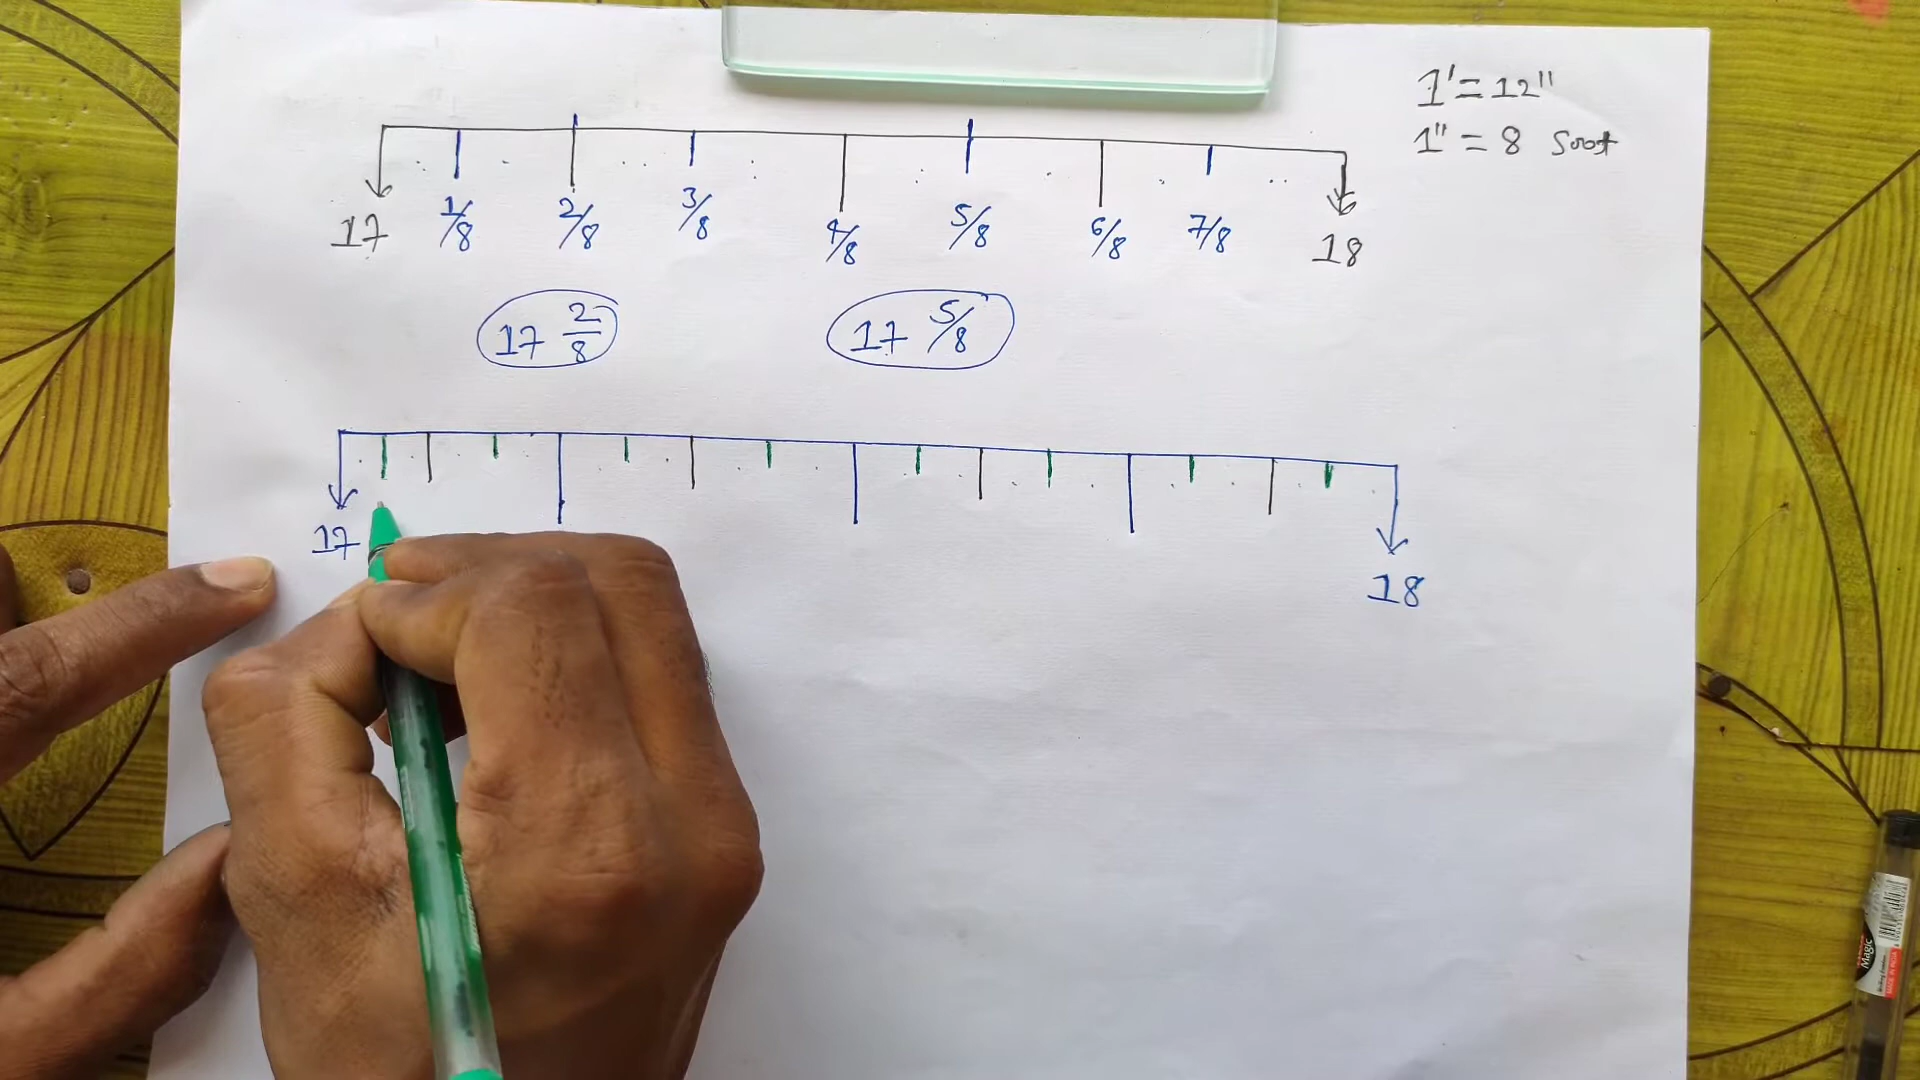 1' = 12"
1" = 8 Soot
17 1/8 2/8 3/8 4/8 5/8 6/8 7/8 18
17 2/8 17 5/8
17 18
Magic